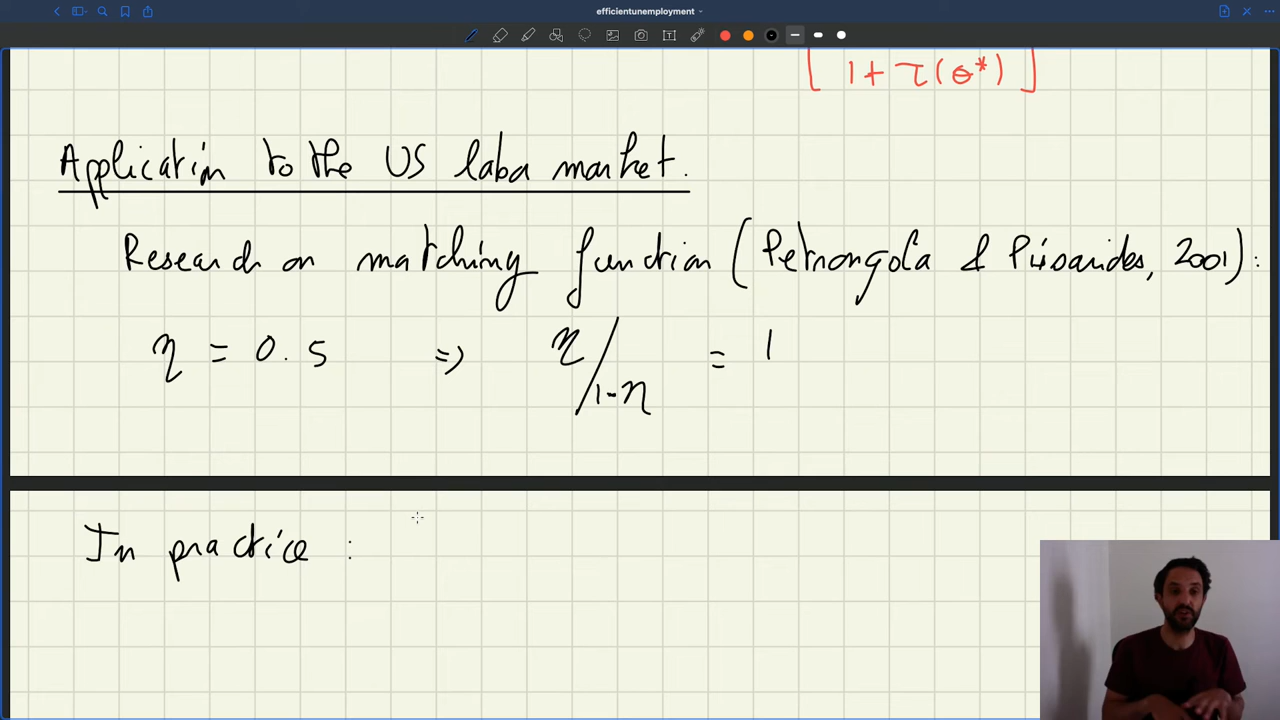 efficientunemployment
[ 1 + τ(θ*) ]
Application to the US labor market.
Research on matching function (Petrongolo & Pissarides, 2001):
η = 0.5 => η/1-η = 1
In practice: